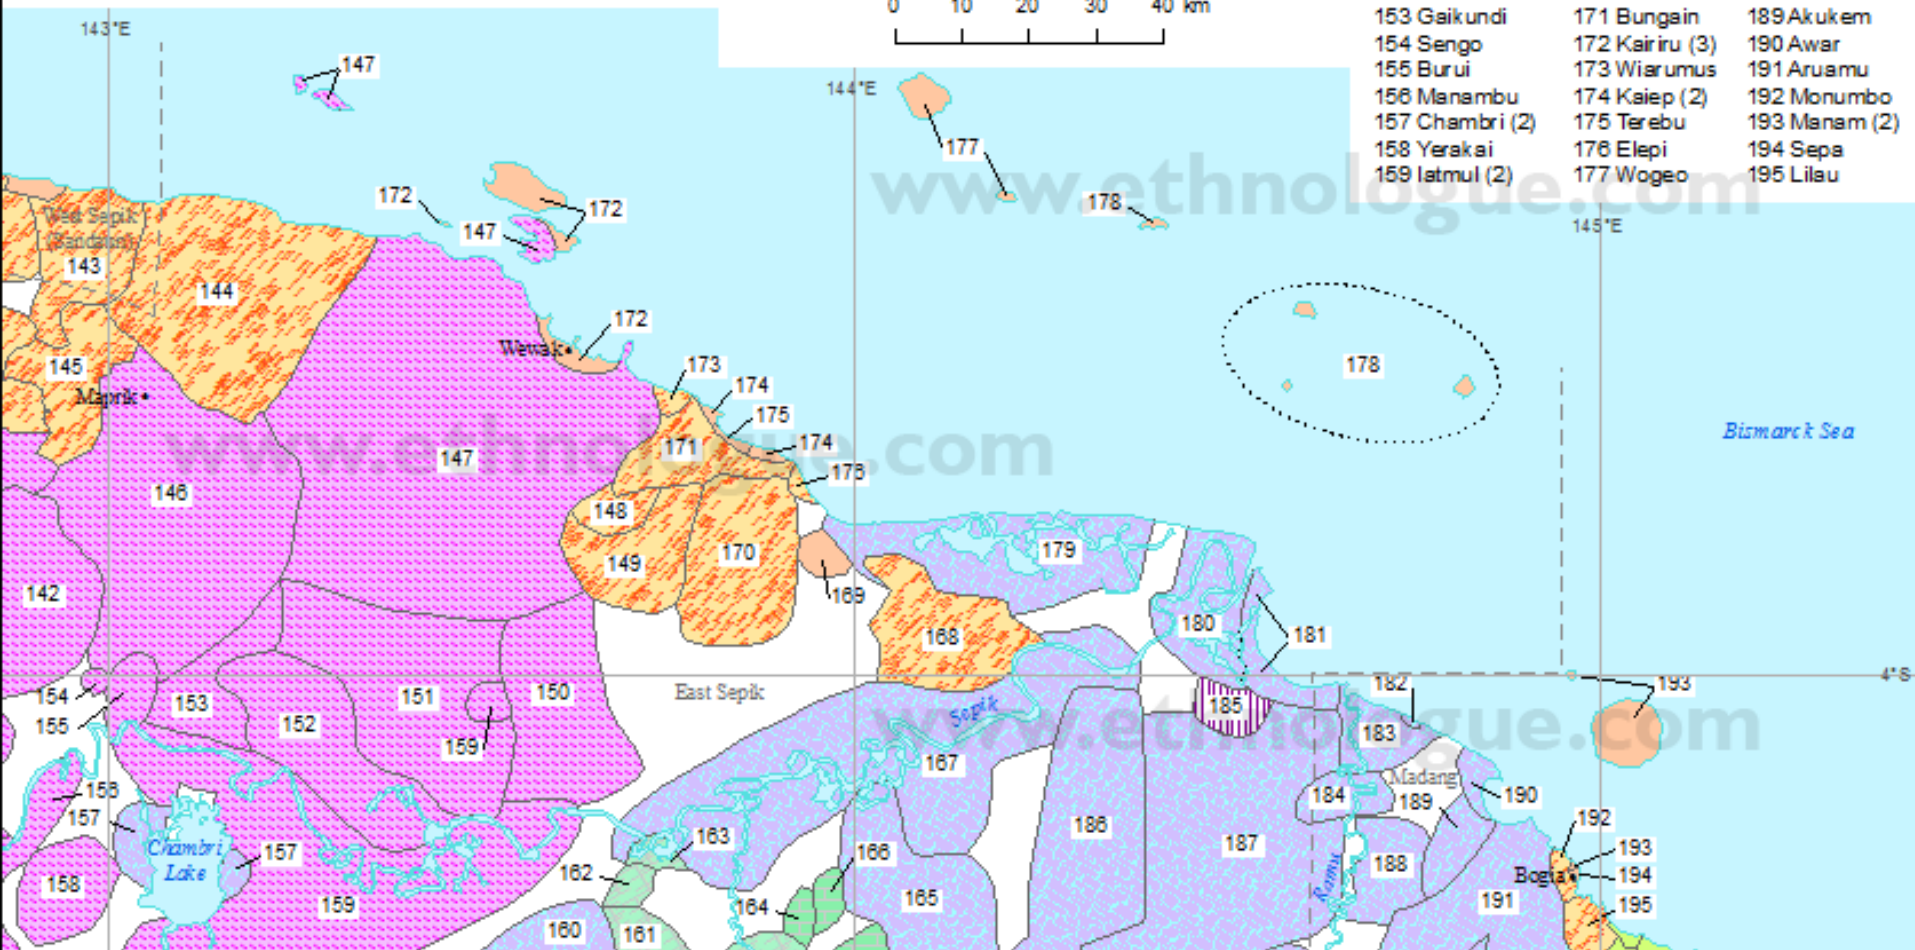 0 10 20 30 40 km
153 Gaikundi 171 Bungain 189 Akukem
154 Sengo 172 Kairiru (3) 190 Awar
155 Burui 173 Wiarumus 191 Aruamu
156 Manambu 174 Kaiep (2) 192 Monumbo
157 Chambri (2) 175 Terebu 193 Manam (2)
158 Yerakai 176 Elepi 194 Sepa
159 Iatmul (2) 177 Wogeo 195 Lilau
143°E
147
144°E
177
www.ethnologue.com
172
172
178
West Sepik
(Sandaun)
147
145°E
143
144
172
Wewak
173
178
145
174
Maprik
175
Bismarck Sea
www.ethnologue.com
171
174
147
176
146
148
179
149
170
142
169
180
181
168
4°S
154
153
151
150
East Sepik
182
193
155
152
Sepik
185
www.ethnologue.com
183
159
167
Madang
156
184
189
190
157
192
Chambri
Lake
157
163
186
187
193
162
166
188
Bogia
194
158
Ramu
159
164
165
191
195
160
161